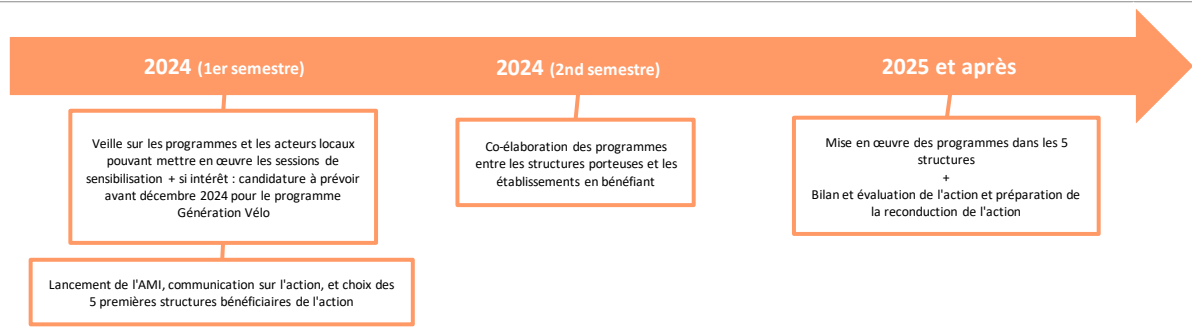 2024 (1er semestre)
2024 (2nd semestre)
2025 et après
Veille sur les programmes et les acteurs locaux
pouvant mettre en œuvre les sessions de
sensibilisation + si intérêt : candidature à prévoir
avant décembre 2024 pour le programme
Génération Vélo
Lancement de l'AMI, communication sur l'action, et choix des
5 premières structures bénéficiaires de l'action
Co-élaboration des programmes
entre les structures porteuses et les
établissements en bénéfiant
Mise en œuvre des programmes dans les 5
structures
+
Bilan et évaluation de l'action et préparation de
la reconduction de l'action